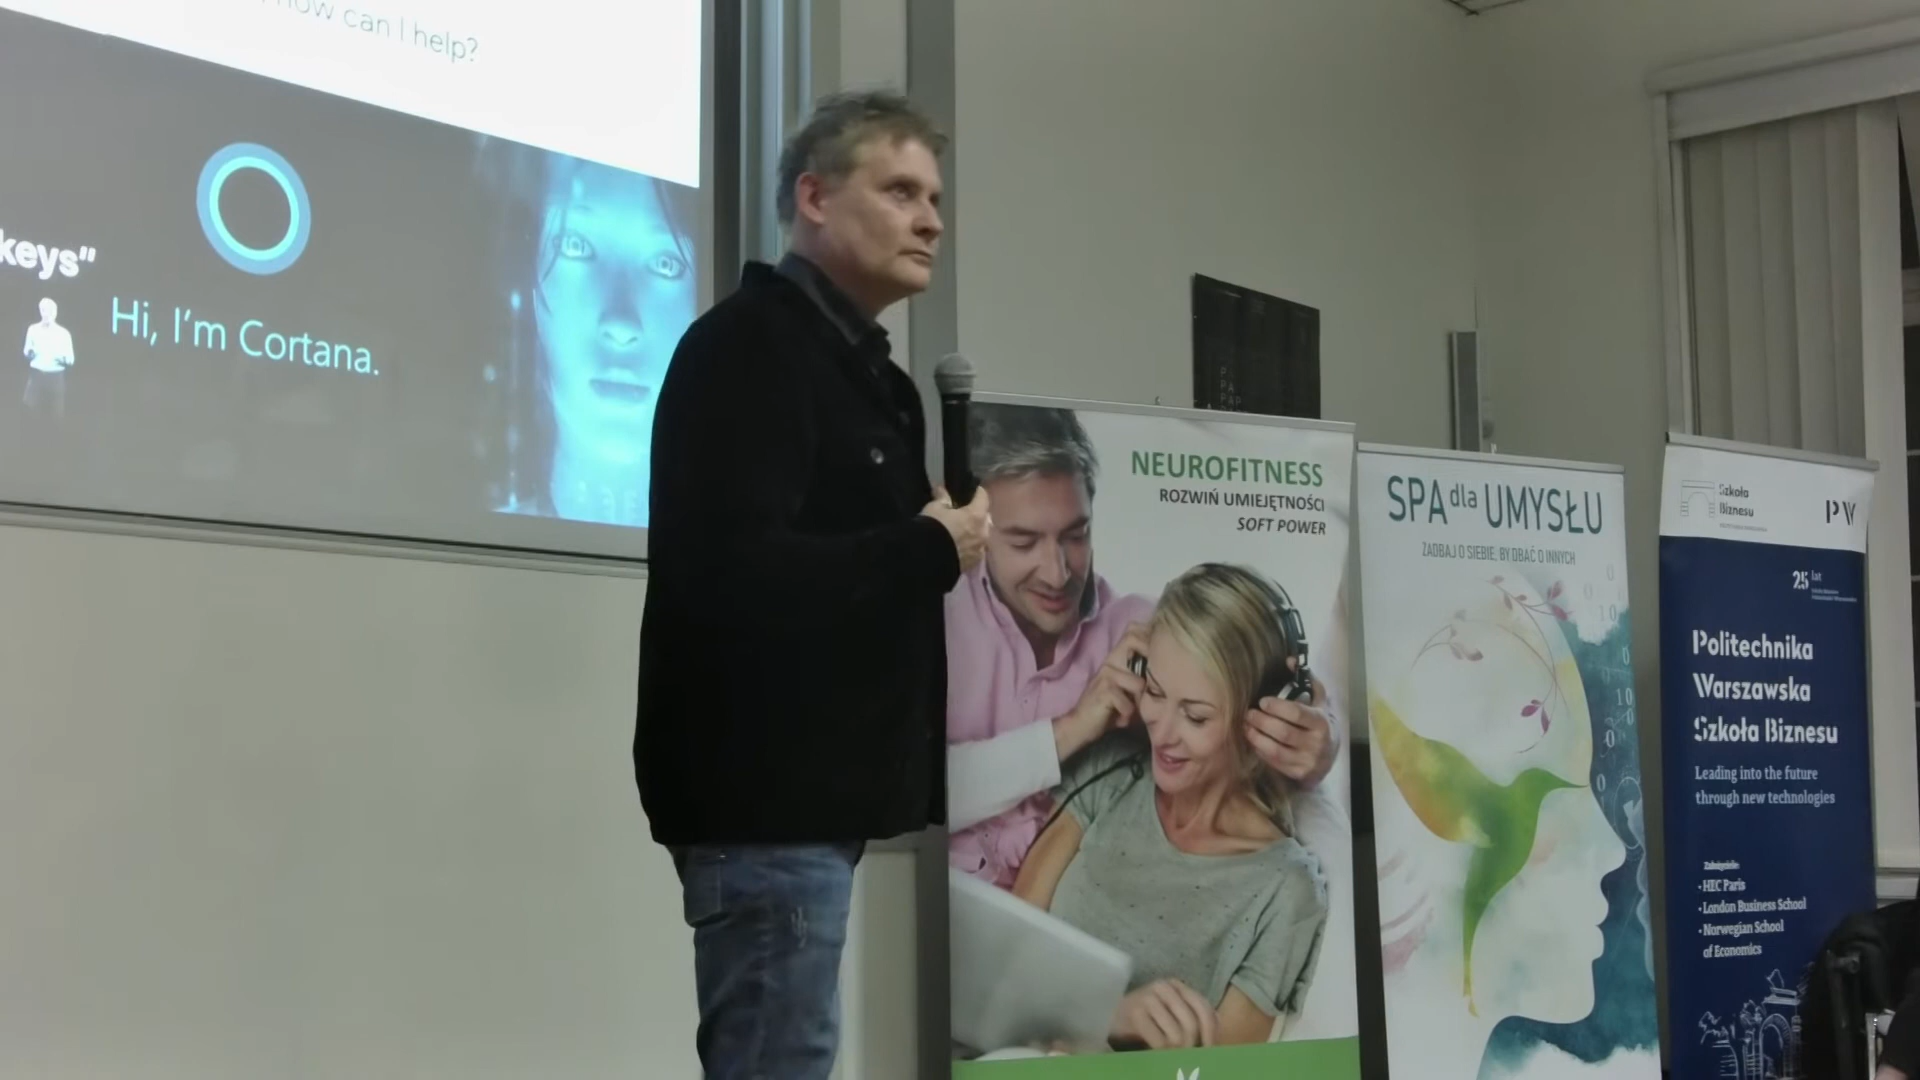 how can I help?
keys"
Hi, I'm Cortana.
NEUROFITNESS
ROZWIŃ UMIEJĘTNOŚCI
SOFT POWER
SPA dla UMYSŁU
ZADBAJ O SIEBIE, BY DBAĆ O INNYCH
Szkoła
Biznesu
PW
25 lat
Politechnika
Warszawska
Szkoła Biznesu
Leading into the future
through new technologies
Założyciele:
• HEC Paris
• London Business School
• Norwegian School
of Economics